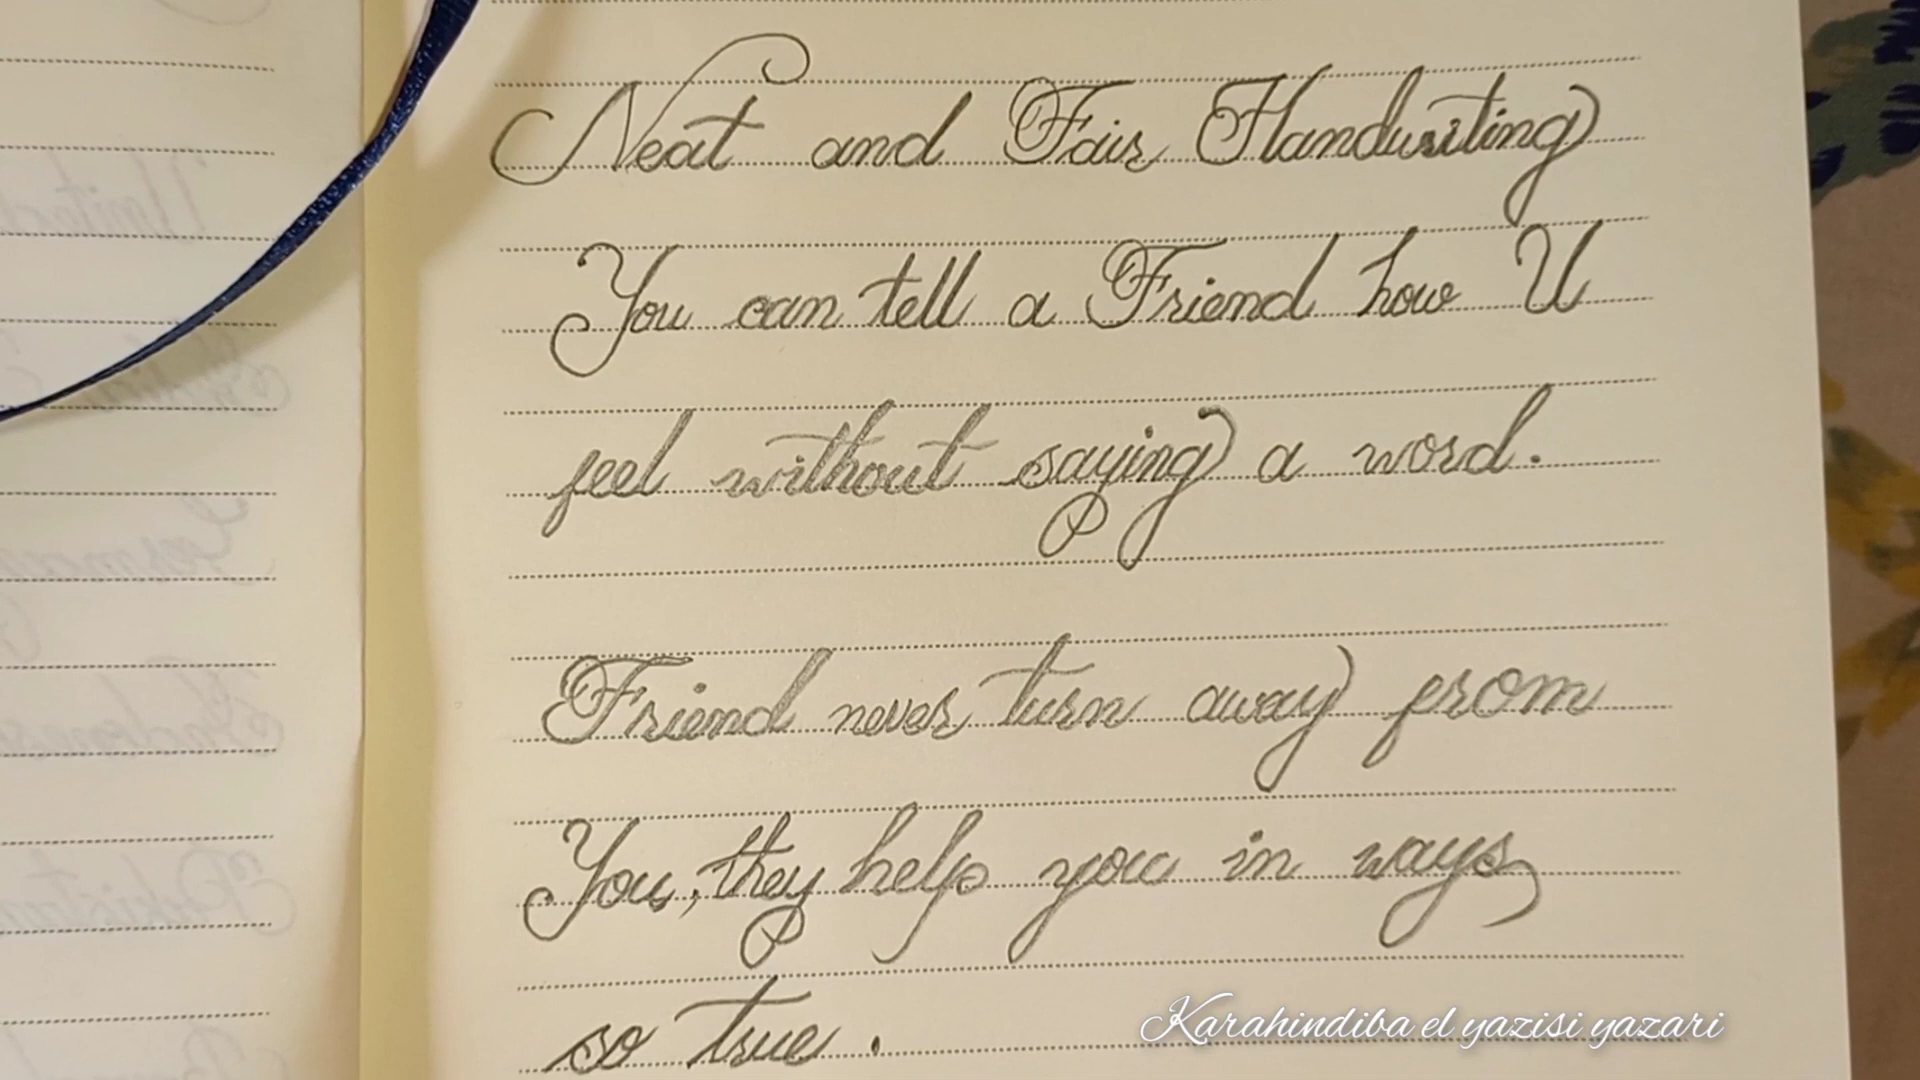 Neat and Fair Handwriting
You can tell a Friend how U
feel without saying a word.
Friend never turn away from
You, they help you in ways
so true.
Karahindiba el yazisi yazari